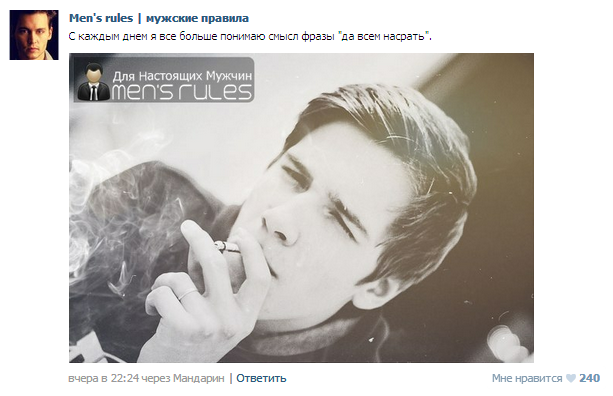 Men's rules | мужские правила
С каждым днем я все больше понимаю смысл фразы "да всем насрать".
Для Настоящих Мужчин
MEN'S RULES
вчера в 22:24 через Мандарин | Ответить
Мне нравится 240